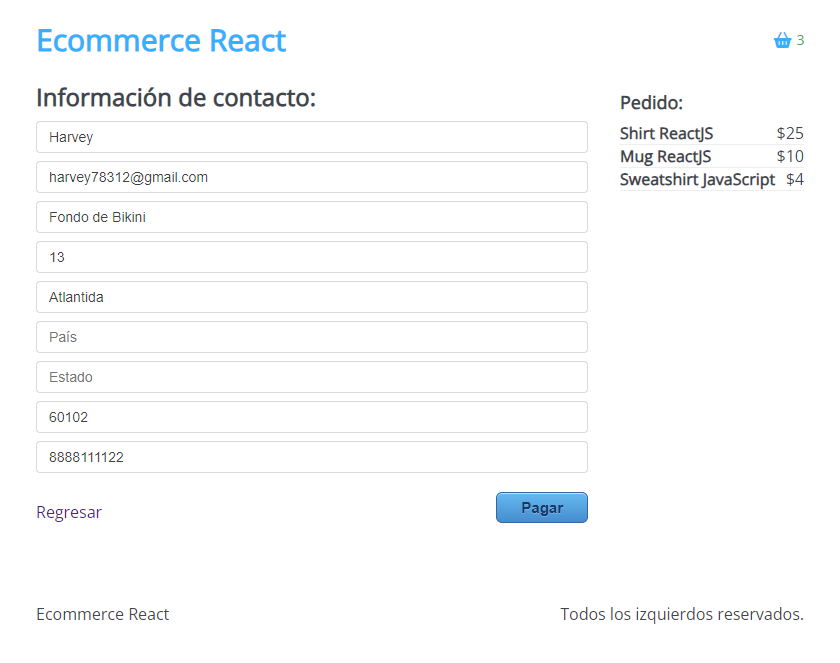 Ecommerce React
3
Información de contacto:
Harvey
harvey78312@gmail.com
Fondo de Bikini
13
Atlantida
País
Estado
60102
8888111122
Regresar
Pagar
Pedido:
Shirt ReactJS $25
Mug ReactJS $10
Sweatshirt JavaScript $4
Ecommerce React
Todos los izquierdos reservados.